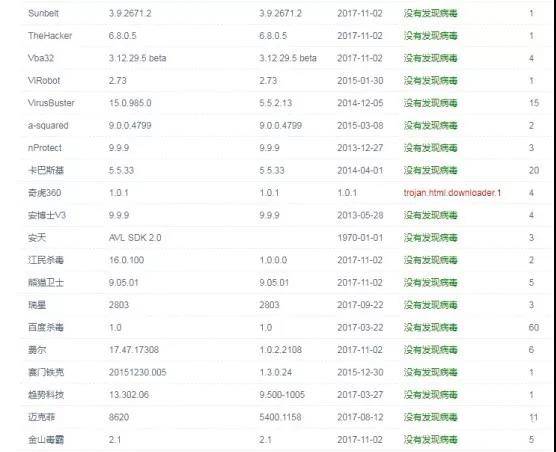 Sunbelt 3.9.2671.2 3.9.2671.2 2017-11-02 没有发现病毒 1
TheHacker 6.8.0.5 6.8.0.5 2017-11-02 没有发现病毒 1
Vba32 3.12.29.5 beta 3.12.29.5 beta 2017-11-02 没有发现病毒 4
ViRobot 2.73 2.73 2015-01-30 没有发现病毒 1
VirusBuster 15.0.985.0 5.5.2.13 2014-12-05 没有发现病毒 15
a-squared 9.0.0.4799 9.0.0.4799 2015-03-08 没有发现病毒 2
nProtect 9.9.9 9.9.9 2013-12-27 没有发现病毒 3
卡巴斯基 5.5.33 5.5.33 2014-04-01 没有发现病毒 20
奇虎360 1.0.1 1.0.1 1.0.1 trojan.html.downloader.1 4
安博士V3 9.9.9 9.9.9 2013-05-28 没有发现病毒 4
安天 AVL SDK 2.0 1970-01-01 没有发现病毒 3
江民杀毒 16.0.100 1.0.0.0 2017-11-02 没有发现病毒 2
熊猫卫士 9.05.01 9.05.01 2017-11-02 没有发现病毒 5
瑞星 2803 2803 2017-09-22 没有发现病毒 3
百度杀毒 1.0 1.0 2017-03-22 没有发现病毒 60
费尔 17.47.17308 1.0.2.2108 2017-11-02 没有发现病毒 6
赛门铁克 20151230.005 1.3.0.24 2015-12-30 没有发现病毒 1
趋势科技 13.302.06 9.500-1005 2017-03-27 没有发现病毒 1
迈克菲 8620 5400.1158 2017-08-12 没有发现病毒 11
金山毒霸 2.1 2.1 2017-11-02 没有发现病毒 5